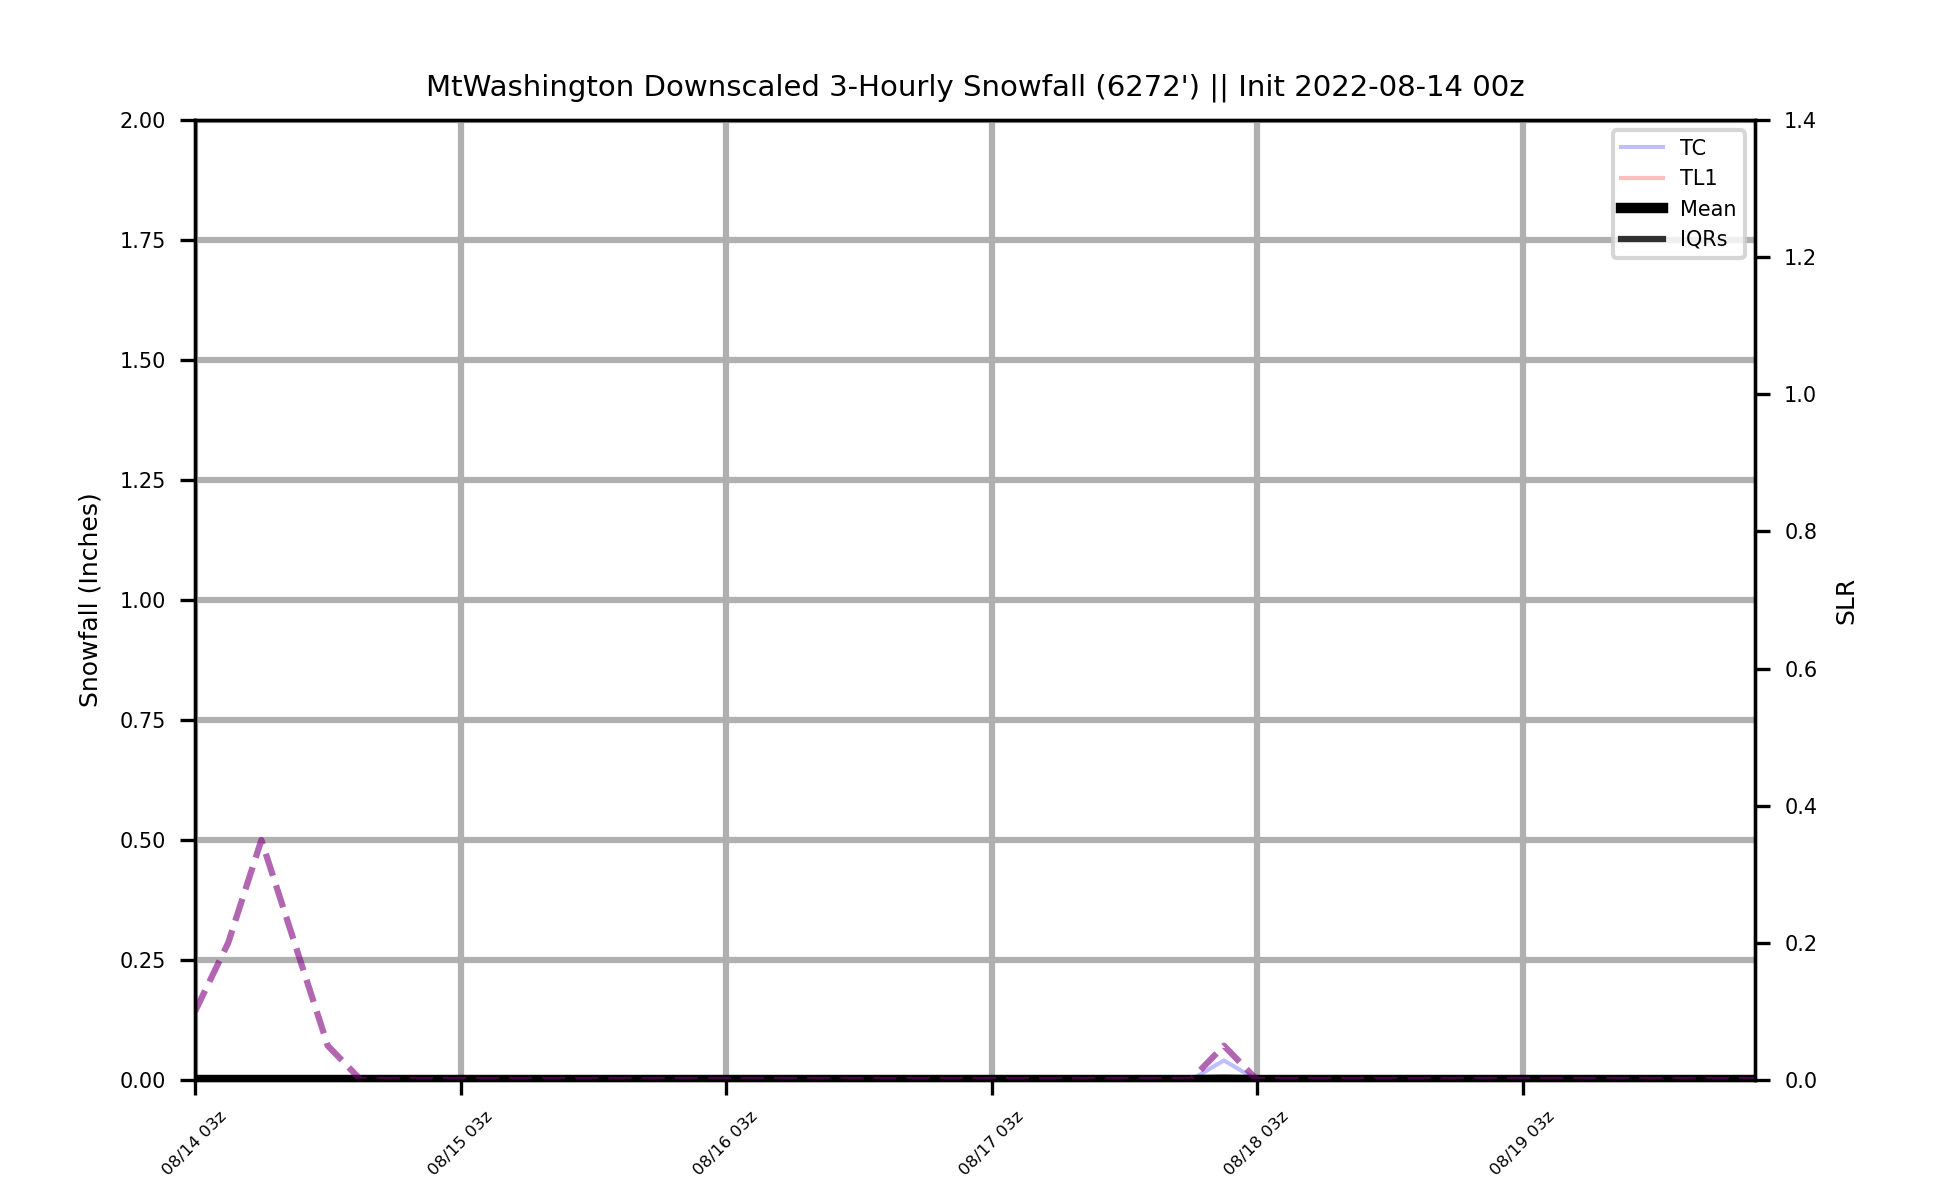 MtWashington Downscaled 3-Hourly Snowfall (6272') || Init 2022-08-14 00z
2.00
1.75
1.50
1.25
1.00
0.75
0.50
0.25
0.00
Snowfall (Inches)
1.4
1.2
1.0
0.8
0.6
0.4
0.2
0.0
SLR
TC
TL1
Mean
IQRs
08/14 03z
08/15 03z
08/16 03z
08/17 03z
08/18 03z
08/19 03z